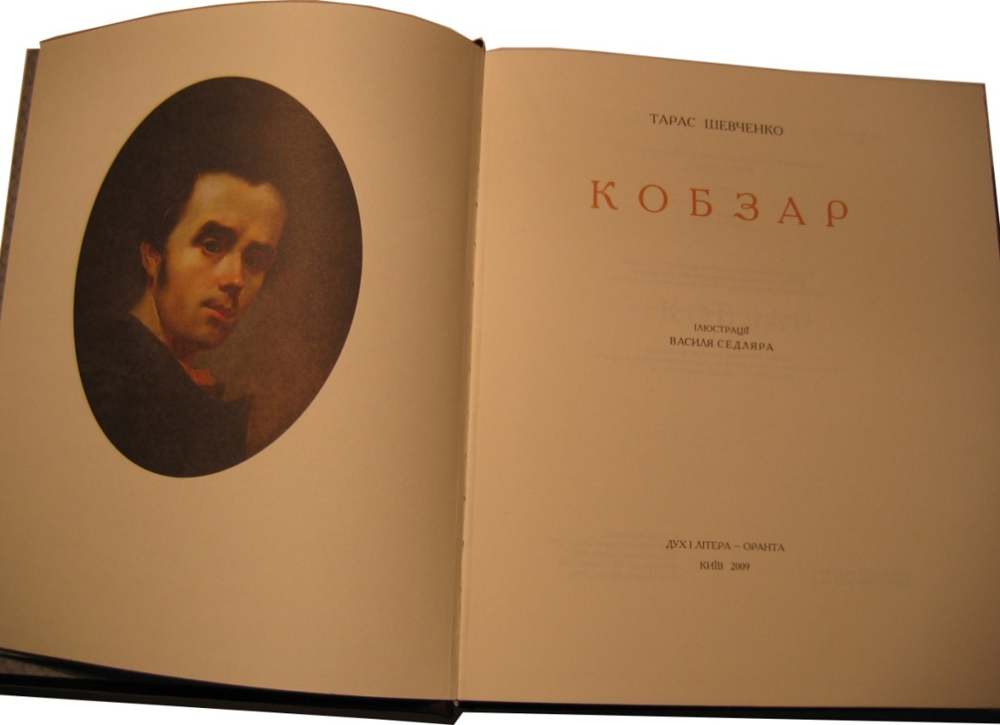 ТАРАС ШЕВЧЕНКО
КОБЗАР
ІЛЮСТРАЦІЇ
ВАСИЛЯ СЕДЛЯРА
ДУХ І ЛІТЕРА – ОРАНТА
КИЇВ 2009